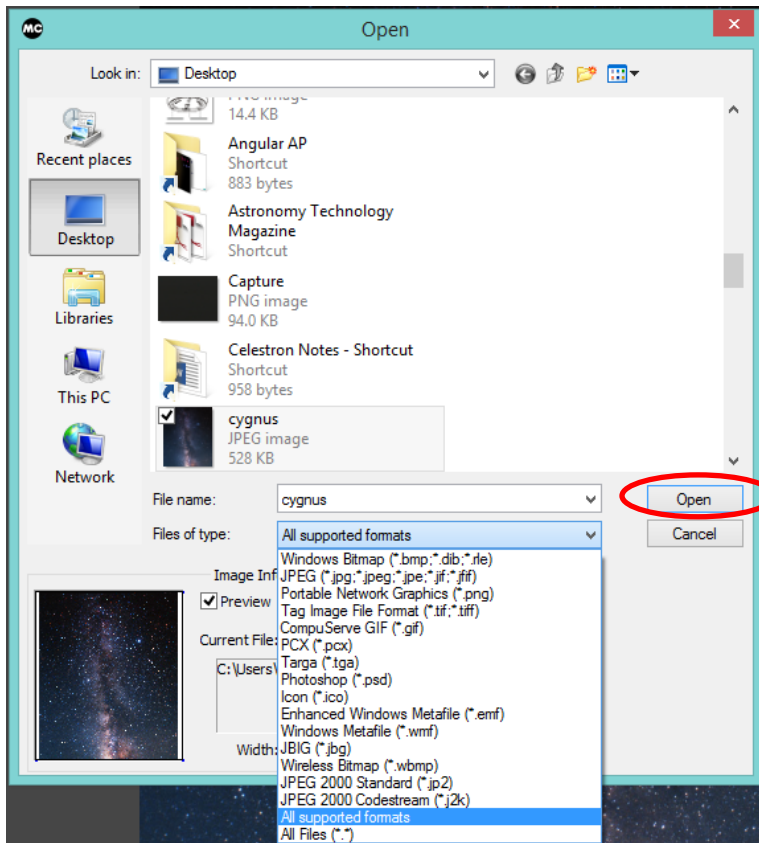 MC
Open
Look in:
Desktop
Recent places
Desktop
Libraries
This PC
Network
PNG image
14.4 KB
Angular AP
Shortcut
883 bytes
Astronomy Technology
Magazine
Shortcut
Capture
PNG image
94.0 KB
Celestron Notes - Shortcut
Shortcut
958 bytes
cygnus
JPEG image
528 KB
File name:
cygnus
Open
Files of type:
All supported formats
Cancel
Windows Bitmap (*.bmp;*.dib;*.rle)
JPEG (*.jpg;*.jpeg;*.jpe;*.jif;*.jfif)
Portable Network Graphics (*.png)
Tag Image File Format (*.tif;*.tiff)
CompuServe GIF (*.gif)
PCX (*.pcx)
Targa (*.tga)
Photoshop (*.psd)
Icon (*.ico)
Enhanced Windows Metafile (*.emf)
Windows Metafile (*.wmf)
JBIG (*.jbg)
Wireless Bitmap (*.wbmp)
JPEG 2000 Standard (*.jp2)
JPEG 2000 Codestream (*.j2k)
All supported formats
All Files (*.*)
Image Inf
Preview
Current File:
C:\Users\
Width: